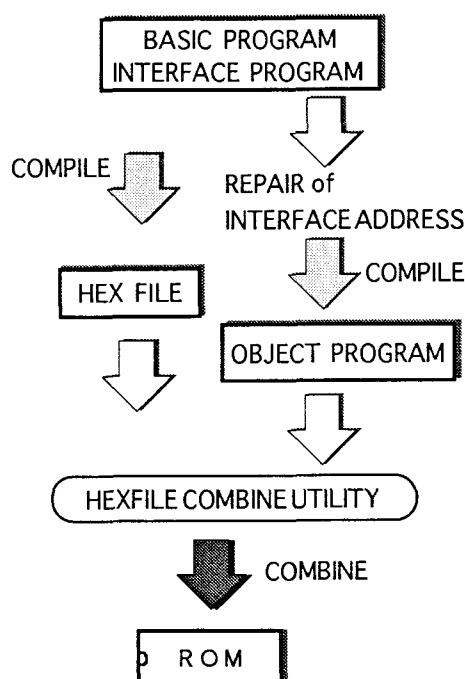 BASIC PROGRAM
INTERFACE PROGRAM
COMPILE
REPAIR of
INTERFACE ADDRESS
COMPILE
HEX FILE
OBJECT PROGRAM
HEXFILE COMBINE UTILITY
COMBINE
ROM